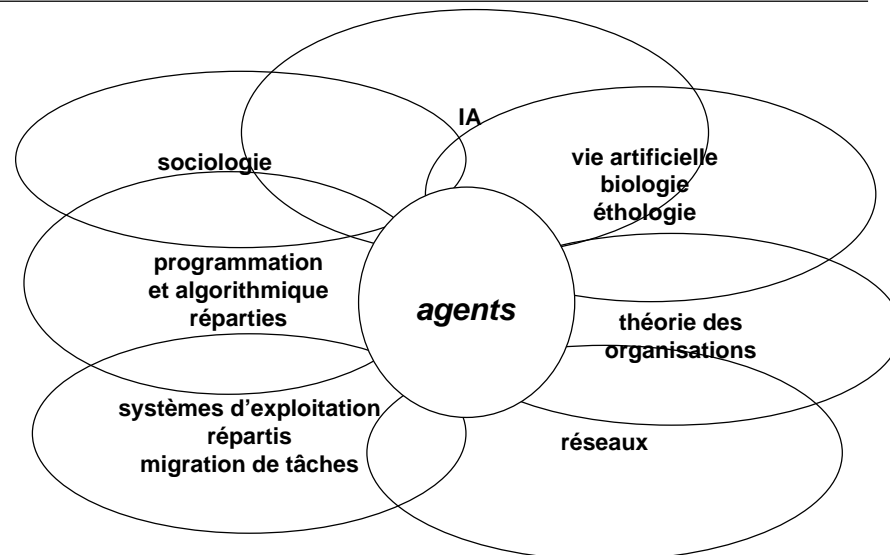 IA
sociologie
vie artificielle
biologie
éthologie
programmation
et algorithmique
réparties
agents
théorie des
organisations
systèmes d'exploitation
répartis
migration de tâches
réseaux